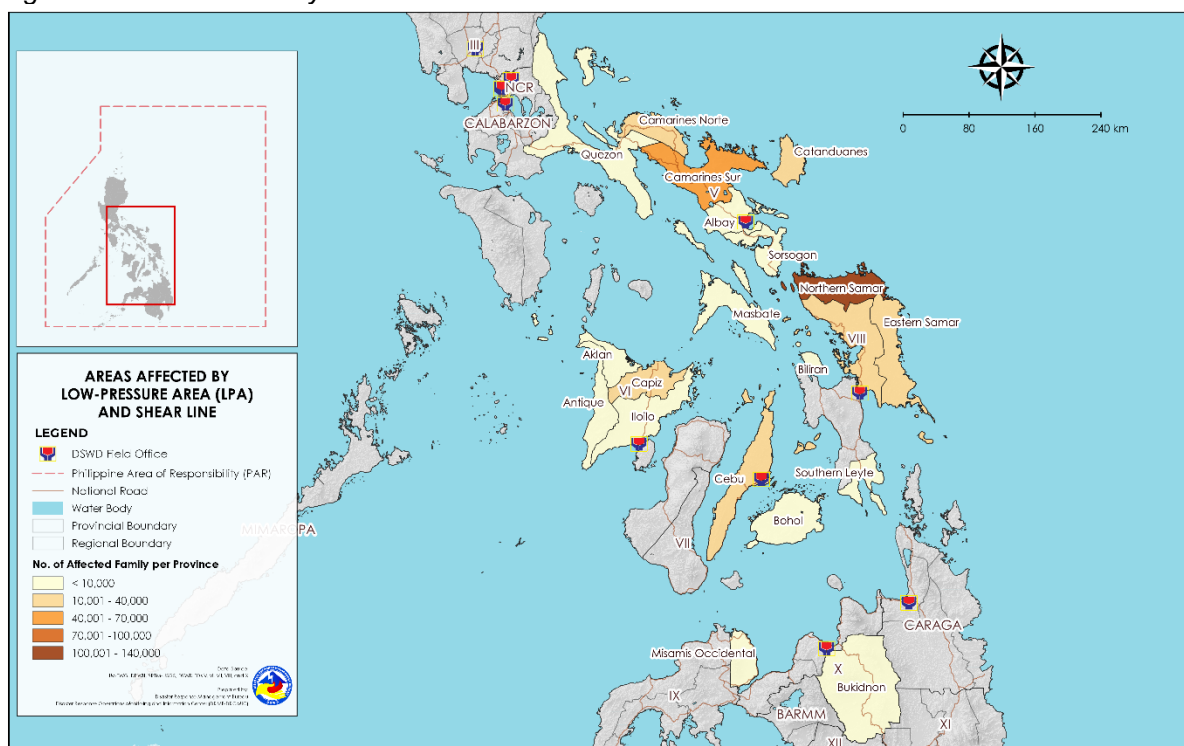 III
NCR
CALABARZON
Quezon
Camarines Norte
Catanduanes
Camarines Sur
V
Albay
Sorsogon
0 80 160 240 km
Northern Samar
Masbate
Eastern Samar
VIII
Aklan
Biliran
Capiz
VI
Antique
Iloilo
Cebu
Southern Leyte
Bohol
VII
MIMAROPA
CARAGA
Misamis Occidental
X
Bukidnon
IX
BARMM
XI
XII
AREAS AFFECTED BY
LOW-PRESSURE AREA (LPA)
AND SHEAR LINE
LEGEND
DSWD Field Office
Philippine Area of Responsibility (PAR)
National Road
Water Body
Provincial Boundary
Regional Boundary
No. of Affected Family per Province
< 10,000
10,001 - 40,000
40,001 - 70,000
70,001 -100,000
100,001 - 140,000
Prepared by: